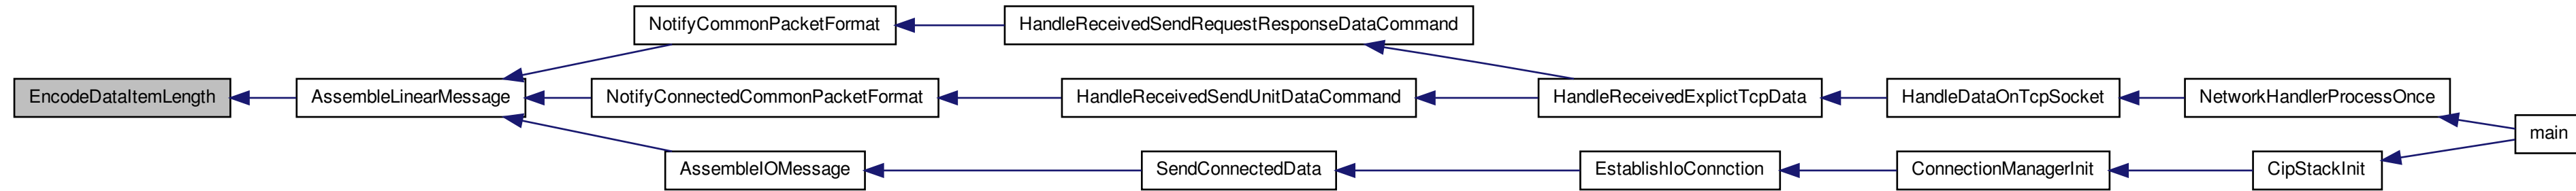 NotifyCommonPacketFormat
HandleReceivedSendRequestResponseDataCommand
EncodeDataItemLength
AssembleLinearMessage
NotifyConnectedCommonPacketFormat
HandleReceivedSendUnitDataCommand
HandleReceivedExplictTcpData
HandleDataOnTcpSocket
NetworkHandlerProcessOnce
main
AssembleIOMessage
SendConnectedData
EstablishIoConnction
ConnectionManagerInit
CipStackInit